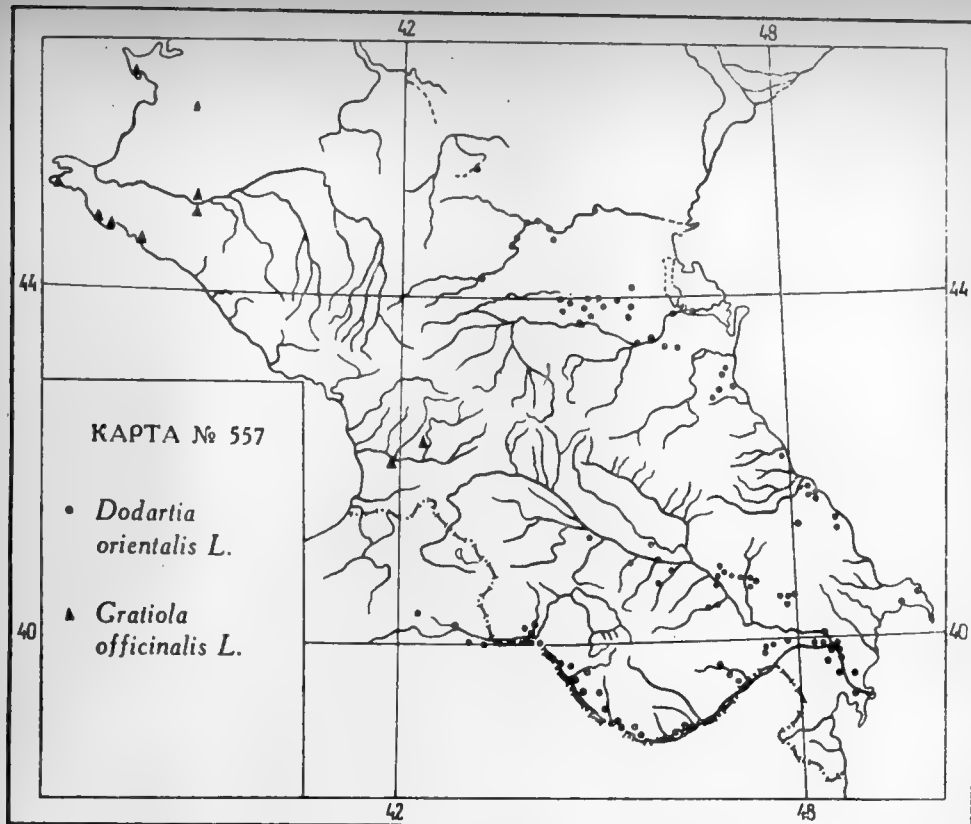 42 48
44 44
КАРТА № 557
Dodartia
orientalis L.
Gratiola
officinalis L.
40 40
42 48